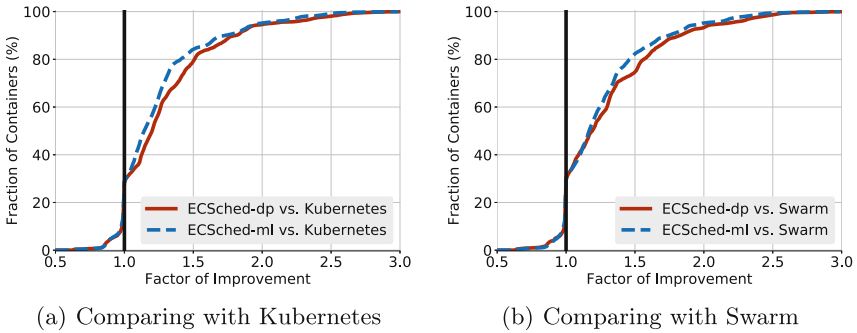 Fraction of Containers (%)
100
80
60
40
20
0
ECSched-dp vs. Kubernetes
ECSched-ml vs. Kubernetes
0.5 1.0 1.5 2.0 2.5 3.0
Factor of Improvement
(a) Comparing with Kubernetes
Fraction of Containers (%)
100
80
60
40
20
0
ECSched-dp vs. Swarm
ECSched-ml vs. Swarm
0.5 1.0 1.5 2.0 2.5 3.0
Factor of Improvement
(b) Comparing with Swarm